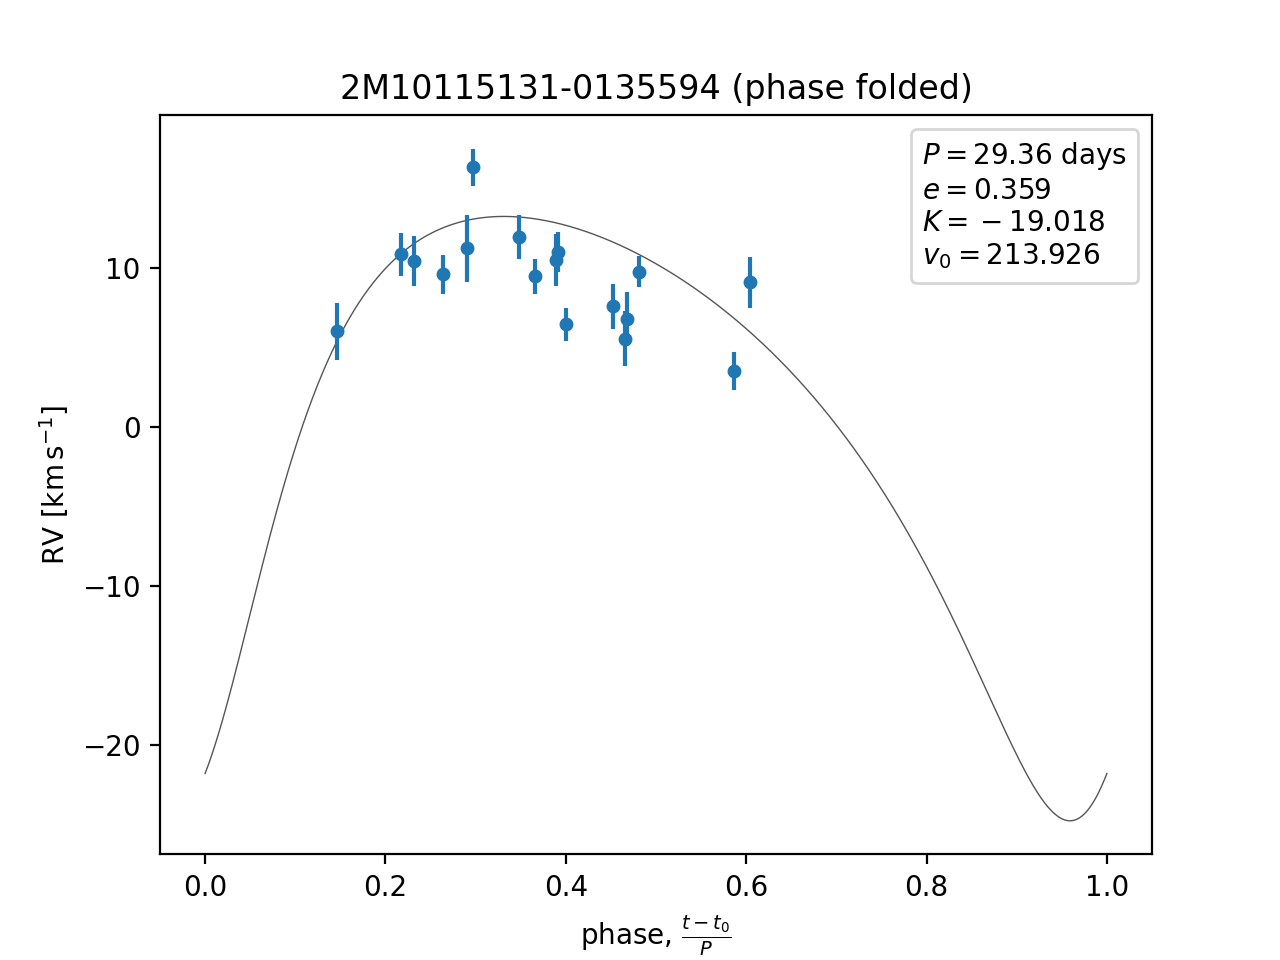 2M10115131-0135594 (phase folded)
P = 29.36 days
e = 0.359
K = −19.018
v₀ = 213.926
10
0
−10
−20
RV [km s⁻¹]
0.0 0.2 0.4 0.6 0.8 1.0
phase, (t − t₀)/P